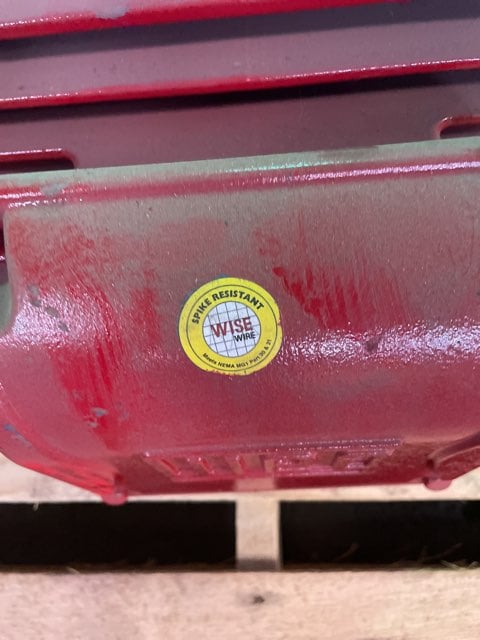 SPIKE RESISTANT
WISE
WIRE
Meets NEMA MG1 Part 30 & 31